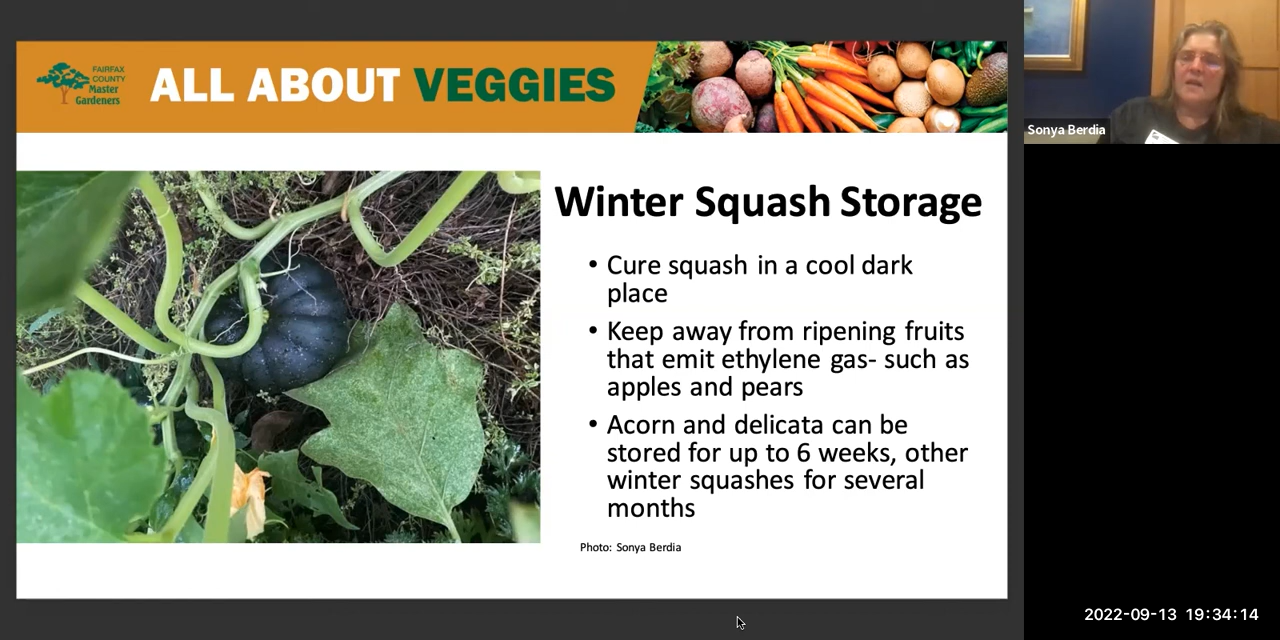 FAIRFAX
COUNTY
Master
Gardeners
ALL ABOUT VEGGIES
Winter Squash Storage
• Cure squash in a cool dark
place
• Keep away from ripening fruits
that emit ethylene gas- such as
apples and pears
• Acorn and delicata can be
stored for up to 6 weeks, other
winter squashes for several
months
Photo: Sonya Berdia
Sonya Berdia
2022-09-13 19:34:14